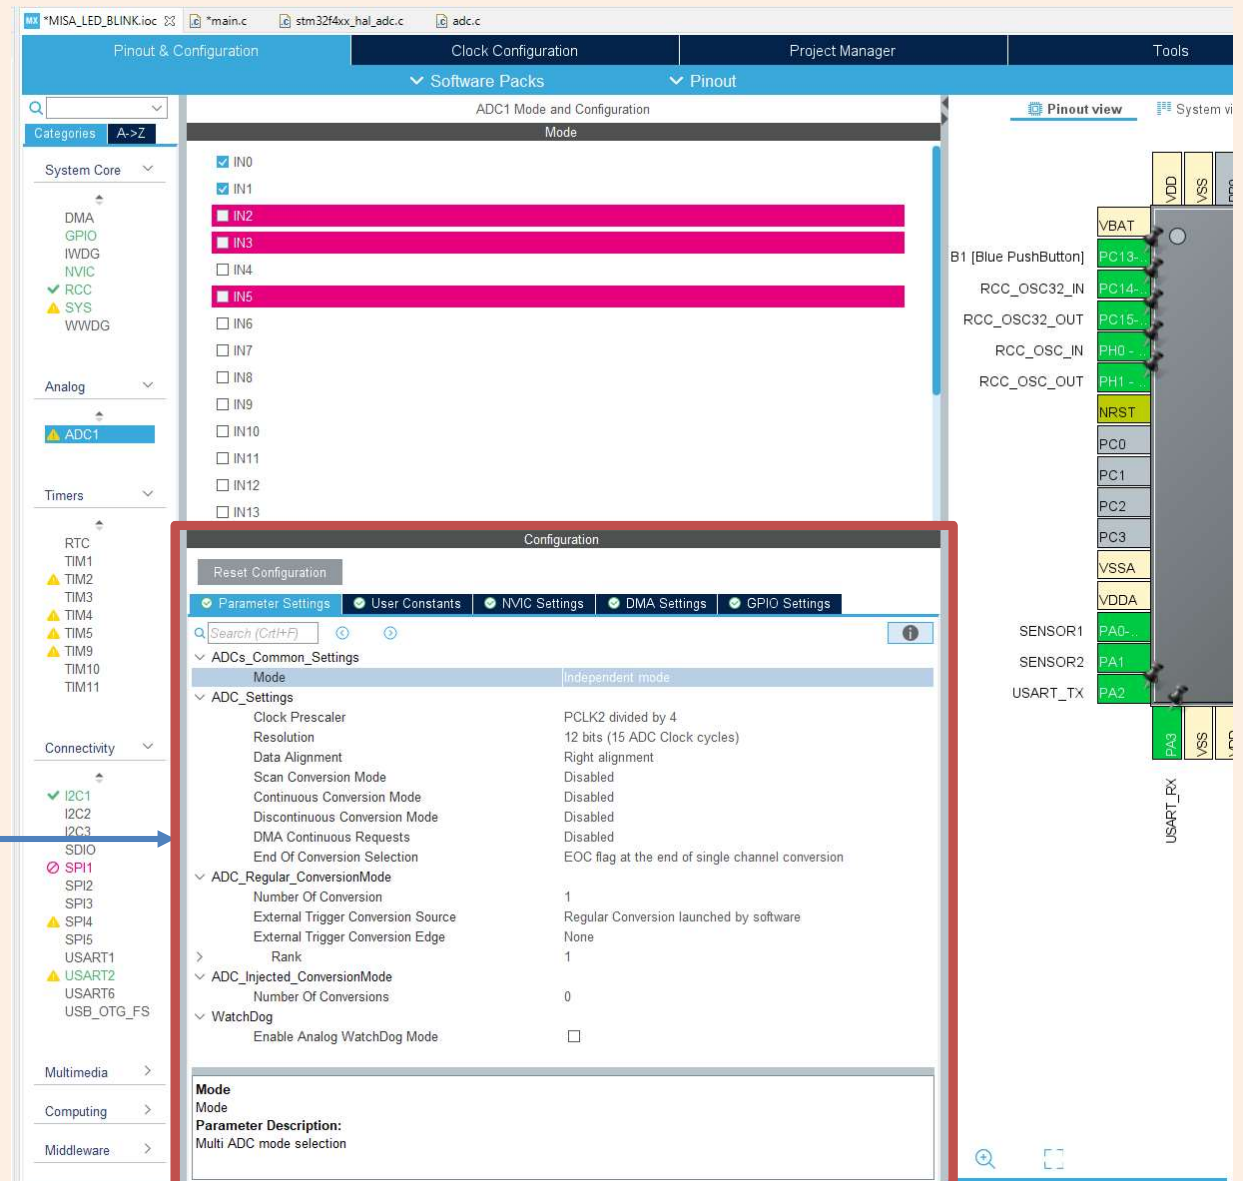 *MISA_LED_BLINK.ioc
*main.c
stm32f4xx_hal_adc.c
adc.c
Pinout & Configuration
Clock Configuration
Project Manager
Tools
Software Packs
Pinout
Categories
A->Z
System Core
DMA
GPIO
IWDG
NVIC
RCC
SYS
WWDG
Analog
ADC1
Timers
RTC
TIM1
TIM2
TIM3
TIM4
TIM5
TIM9
TIM10
TIM11
Connectivity
I2C1
I2C2
I2C3
SDIO
SPI1
SPI2
SPI3
SPI4
SPI5
USART1
USART2
USART6
USB_OTG_FS
Multimedia
Computing
Middleware
ADC1 Mode and Configuration
Mode
IN0
IN1
IN2
IN3
IN4
IN5
IN6
IN7
IN8
IN9
IN10
IN11
IN12
IN13
Configuration
Reset Configuration
Parameter Settings
User Constants
NVIC Settings
DMA Settings
GPIO Settings
Search (Crtl+F)
ADCs_Common_Settings
Mode Independent mode
ADC_Settings
Clock Prescaler PCLK2 divided by 4
Resolution 12 bits (15 ADC Clock cycles)
Data Alignment Right alignment
Scan Conversion Mode Disabled
Continuous Conversion Mode Disabled
Discontinuous Conversion Mode Disabled
DMA Continuous Requests Disabled
End Of Conversion Selection EOC flag at the end of single channel conversion
ADC_Regular_ConversionMode
Number Of Conversion 1
External Trigger Conversion Source Regular Conversion launched by software
External Trigger Conversion Edge None
Rank 1
ADC_Injected_ConversionMode
Number Of Conversions 0
WatchDog
Enable Analog WatchDog Mode
Mode
Mode
Parameter Description:
Multi ADC mode selection
Pinout view
System vi
VDD
VSS
VBAT
B1 [Blue PushButton] PC13-..
RCC_OSC32_IN PC14-..
RCC_OSC32_OUT PC15-..
RCC_OSC_IN PH0 - ..
RCC_OSC_OUT PH1 - ..
NRST
PC0
PC1
PC2
PC3
VSSA
VDDA
SENSOR1 PA0-..
SENSOR2 PA1
USART_TX PA2
PA3
VSS
USART_RX